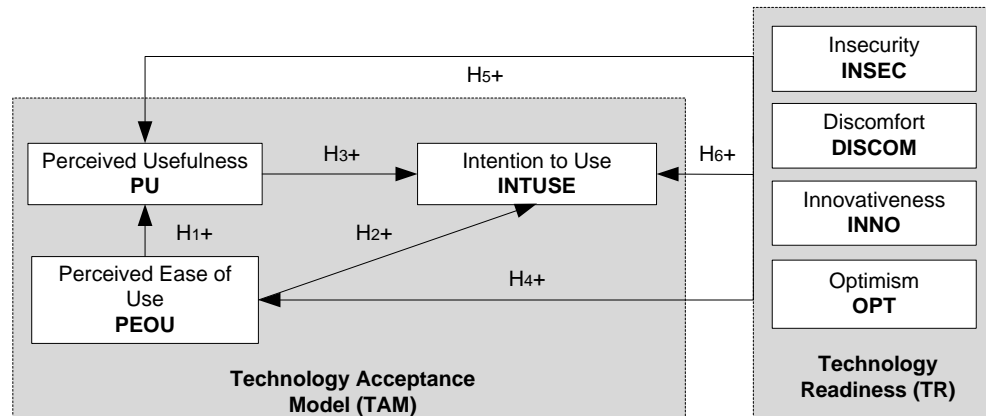 Insecurity
INSEC
H5+
Discomfort
DISCOM
Perceived Usefulness
PU
H3+
Intention to Use
INTUSE
H6+
Innovativeness
INNO
H1+
H2+
Perceived Ease of
Use
PEOU
H4+
Optimism
OPT
Technology Acceptance
Model (TAM)
Technology
Readiness (TR)